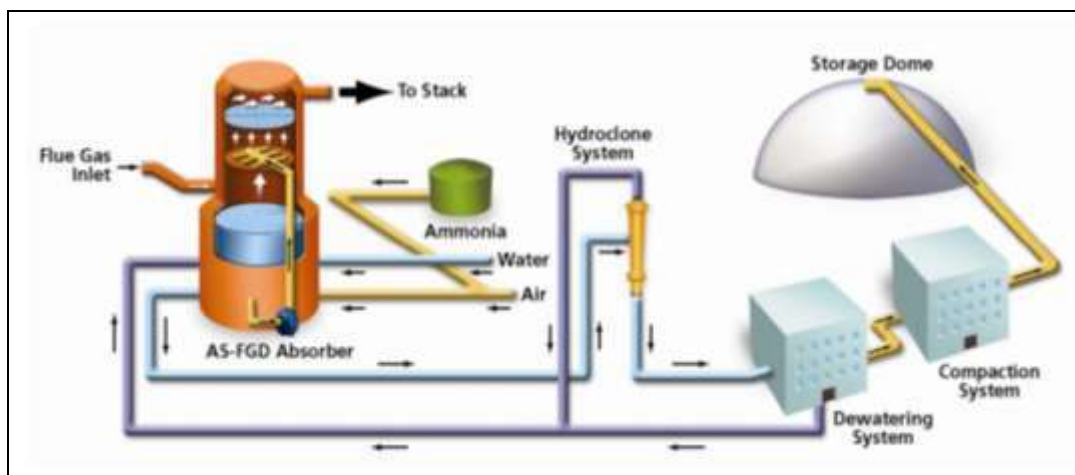 Storage Dome
To Stack
Hydroclone
System
Flue Gas
Inlet
Ammonia
Water
Air
AS-FGD Absorber
Compaction
System
Dewatering
System